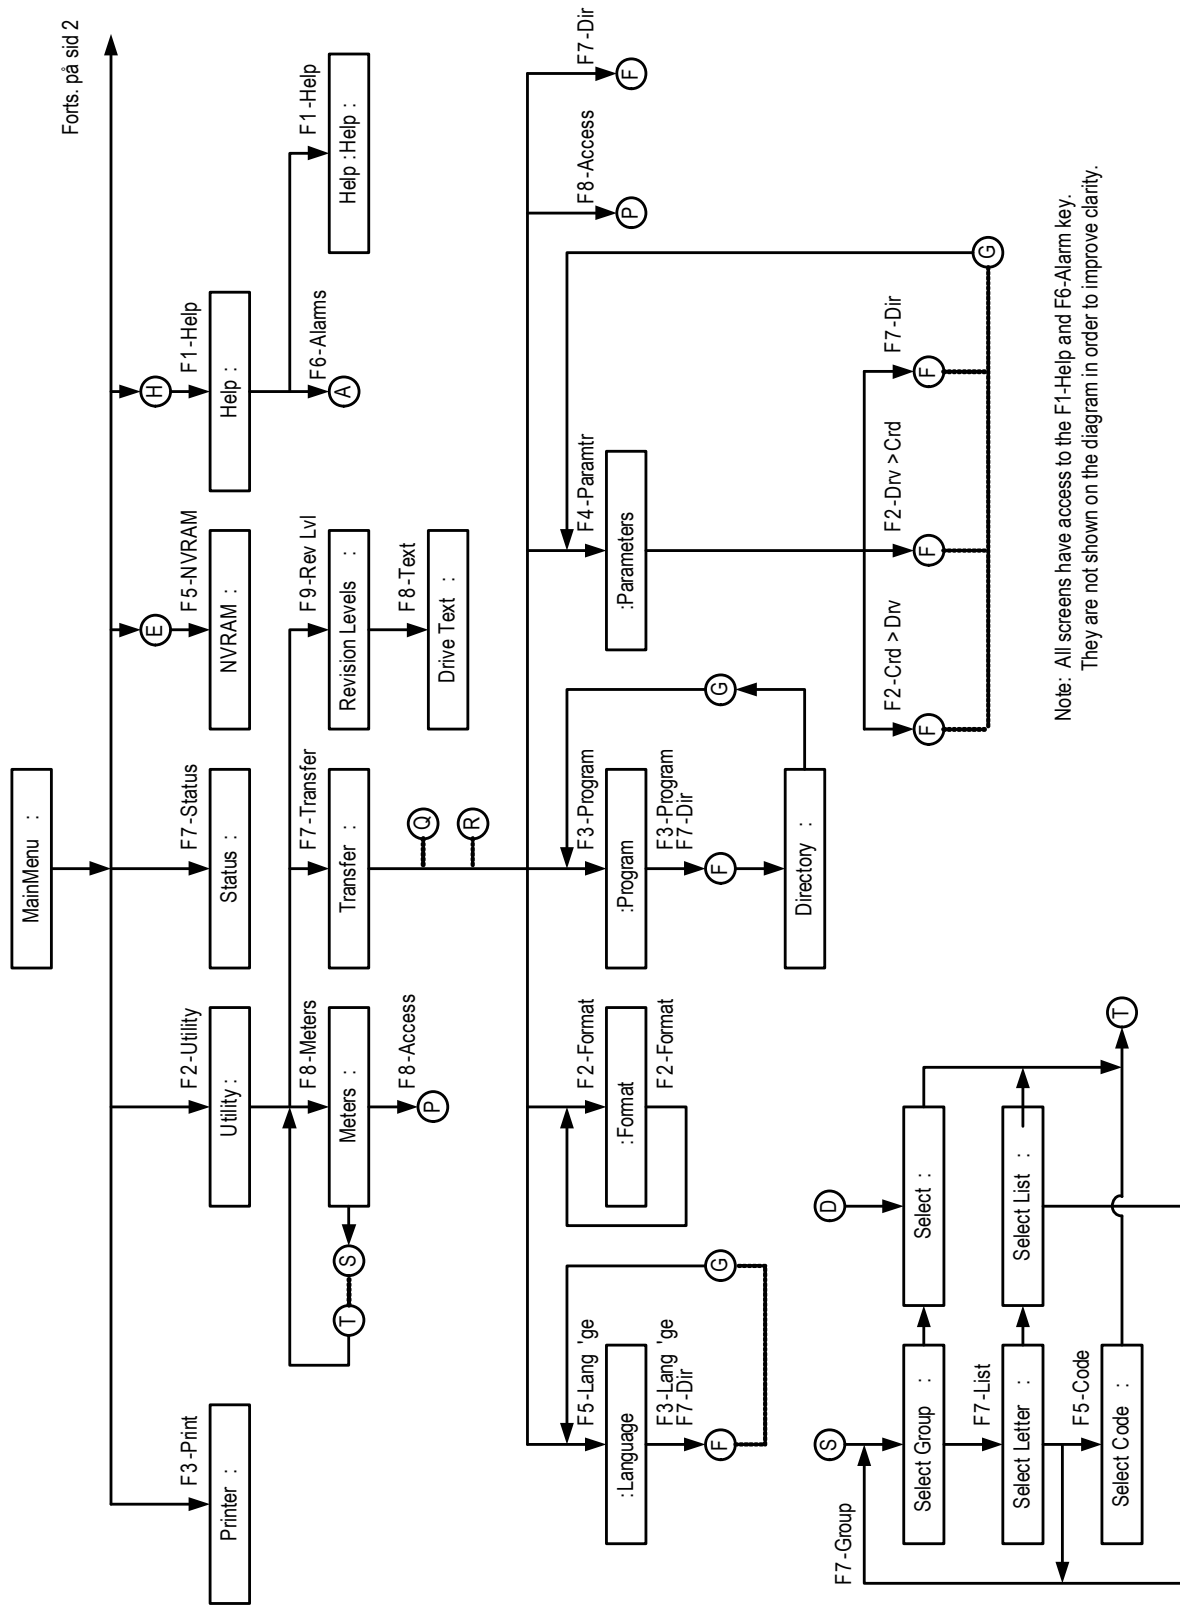 MainMenu :
Forts. på sid 2
F3-Print
F2-Utility
F7-Status
E
F5-NVRAM
H
F1-Help
Printer :
Utility :
Status :
NVRAM :
Help :
F8-Meters
F7-Transfer
F9-Rev Lvl
F6-Alarms
F1-Help
T
S
Meters :
Transfer :
Revision Levels :
A
Help :Help :
F8-Access
P
Q
R
F8-Text
Drive Text :
F5-Lang 'ge
F2-Format
F3-Program
F4-Paramtr
F8-Access
F7-Dir
:Language
:Format
:Program
:Parameters
P
F
F3-Lang 'ge
F7-Dir
F2-Format
F3-Program
F7-Dir
F
G
F
G
Directory :
F2-Crd > Drv
F2-Drv > Crd
F7-Dir
F
F
F
G
F7-Group
S
D
Select Group :
Select :
F7-List
Select Letter :
Select List :
F5-Code
Select Code :
T
Note: All screens have access to the F1-Help and F6-Alarm key.
They are not shown on the diagram in order to improve clarity.